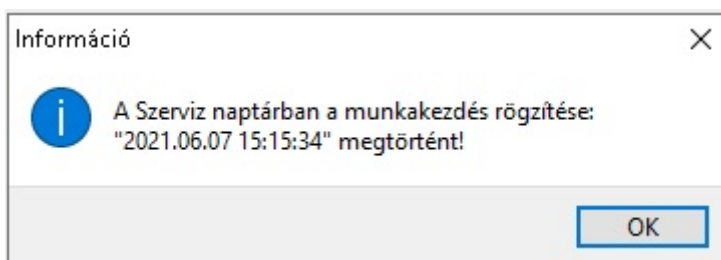 Információ
A Szerviz naptárban a munkakezdés rögzítése:
"2021.06.07 15:15:34" megtörtént!
OK